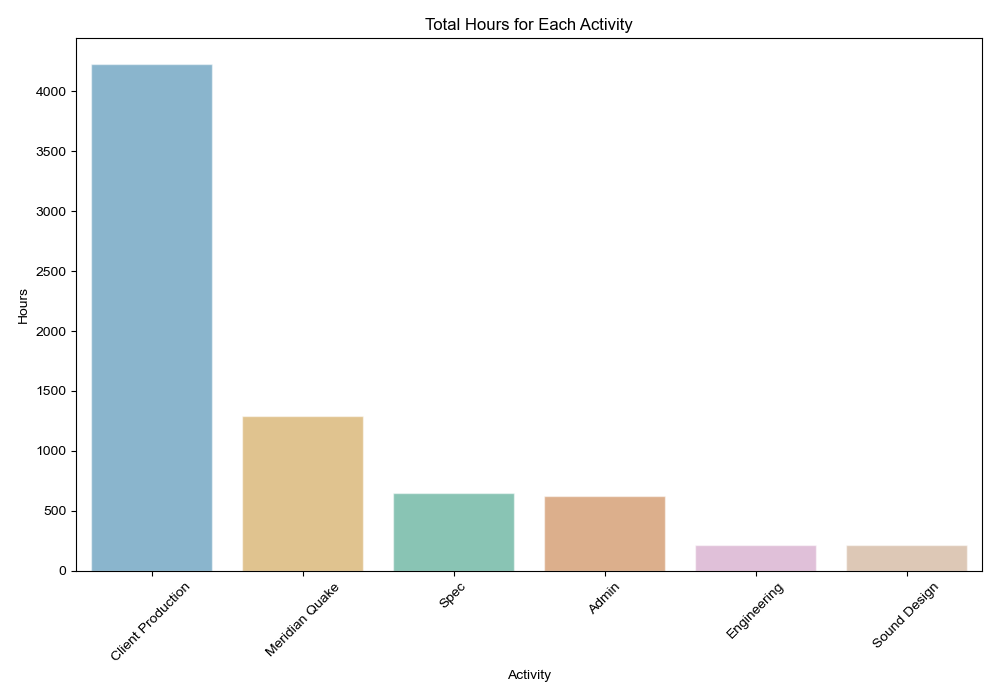 Total Hours for Each Activity
4000
3500
3000
2500
2000
1500
1000
500
0
Hours
Client Production
Meridian Quake
Spec
Admin
Engineering
Sound Design
Activity